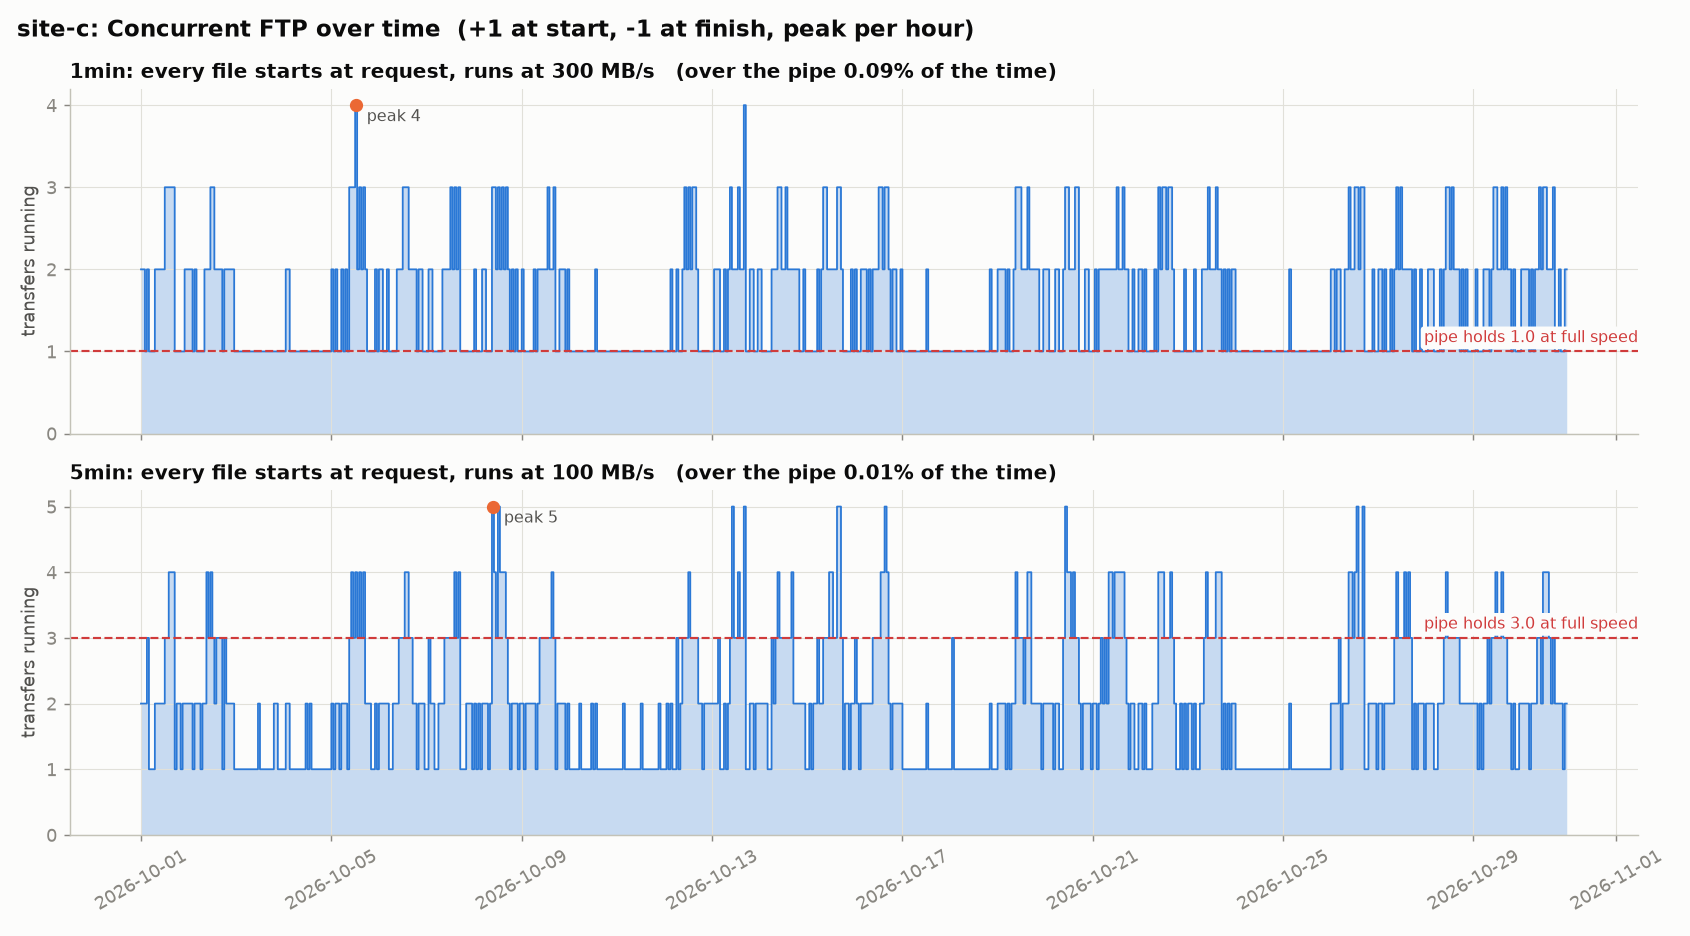 site-c: Concurrent FTP over time  (+1 at start, -1 at finish, peak per hour)
1min: every file starts at request, runs at 300 MB/s   (over the pipe 0.09% of the time)
4
peak 4
3
transfers running
2
pipe holds 1.0 at full speed
1
0
5min: every file starts at request, runs at 100 MB/s   (over the pipe 0.01% of the time)
5
peak 5
4
pipe holds 3.0 at full speed
3
transfers running
2
1
0
2026-10-01 2026-10-05 2026-10-09 2026-10-13 2026-10-17 2026-10-21 2026-10-25 2026-10-29 2026-11-01